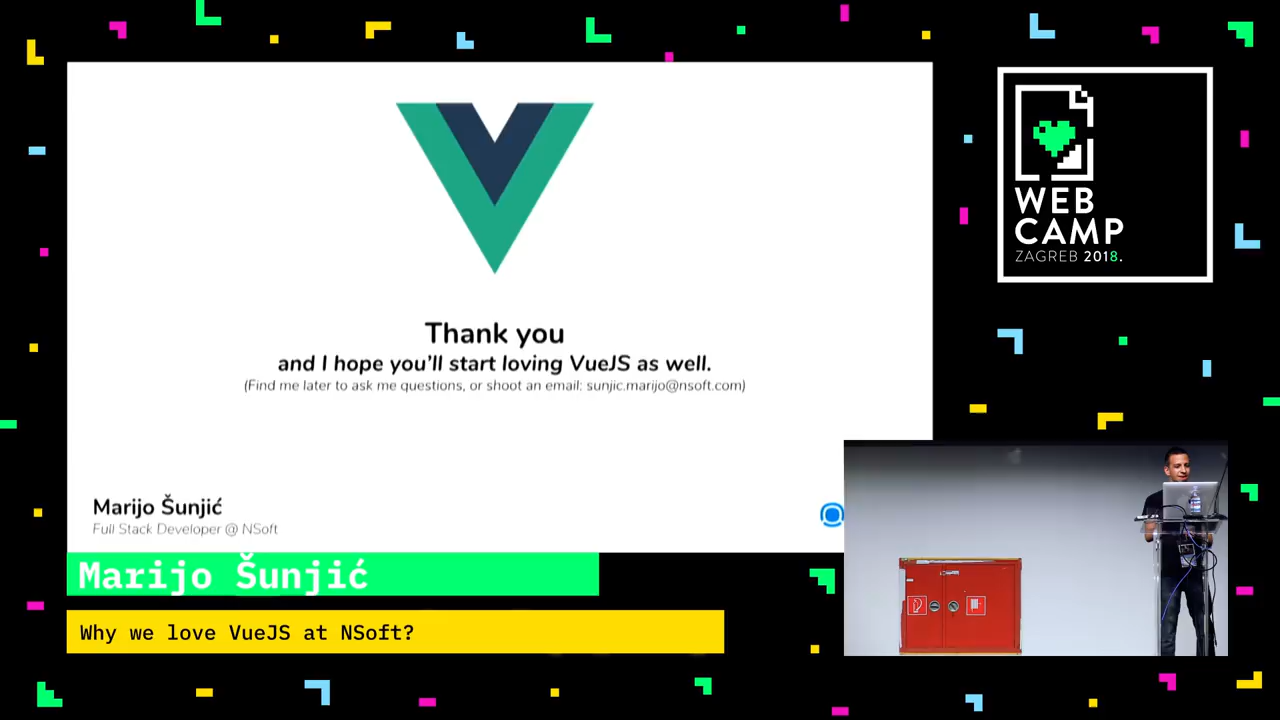 Thank you
and I hope you'll start loving VueJS as well.
(Find me later to ask me questions, or shoot an email: sunjic.marijo@nsoft.com)
Marijo Šunjić
Full Stack Developer @ NSoft
Marijo Šunjić
Why we love VueJS at NSoft?
WEB
CAMP
ZAGREB 2018.